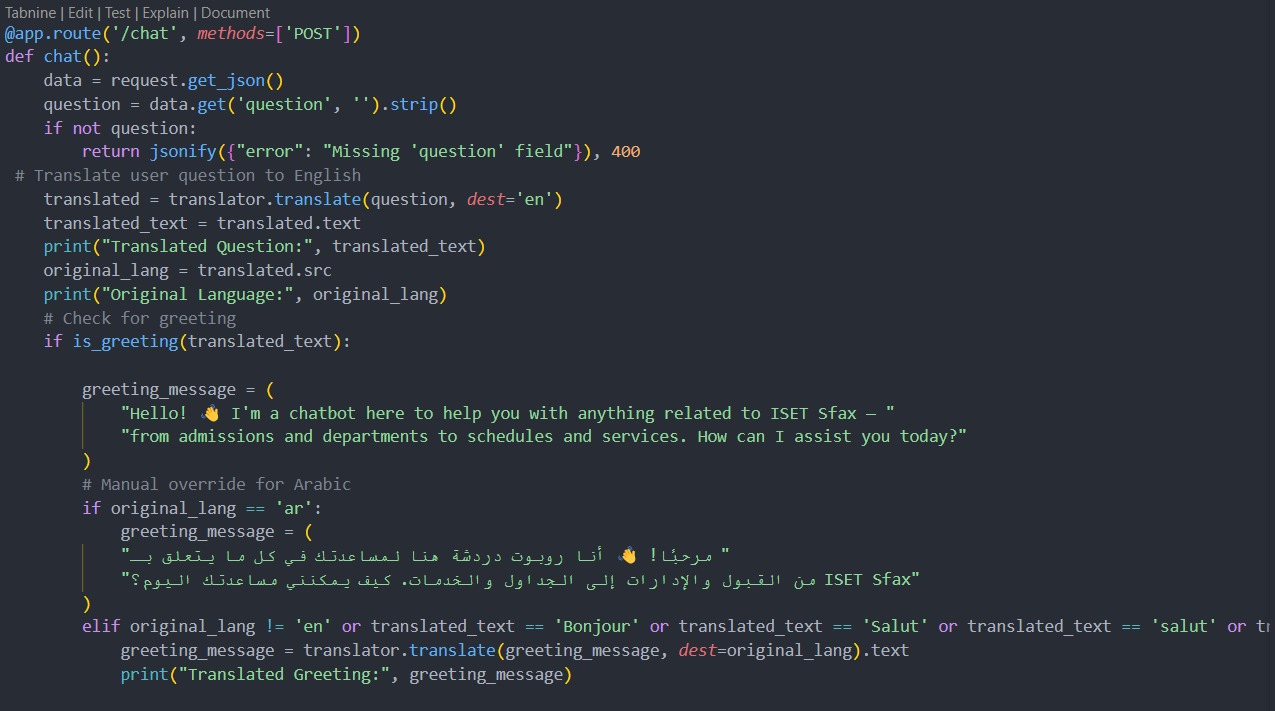 Tabnine | Edit | Test | Explain | Document
@app.route('/chat', methods=['POST'])
def chat():
    data = request.get_json()
    question = data.get('question', '').strip()
    if not question:
        return jsonify({"error": "Missing 'question' field"}), 400
 # Translate user question to English
    translated = translator.translate(question, dest='en')
    translated_text = translated.text
    print("Translated Question:", translated_text)
    original_lang = translated.src
    print("Original Language:", original_lang)
    # Check for greeting
    if is_greeting(translated_text):
        greeting_message = (
            "Hello! 👋 I'm a chatbot here to help you with anything related to ISET Sfax — "
            "from admissions and departments to schedules and services. How can I assist you today?"
        )
        # Manual override for Arabic
        if original_lang == 'ar':
            greeting_message = (
            "مرحبًا! 👋 أنا روبوت دردشة هنا لمساعدتك في كل ما يتعلق بـ "
            "ISET Sfax من القبول والإدارات إلى الجداول والخدمات. كيف يمكنني مساعدتك اليوم؟"
        )
        elif original_lang != 'en' or translated_text == 'Bonjour' or translated_text == 'Salut' or translated_text == 'salut' or
            greeting_message = translator.translate(greeting_message, dest=original_lang).text
            print("Translated Greeting:", greeting_message)